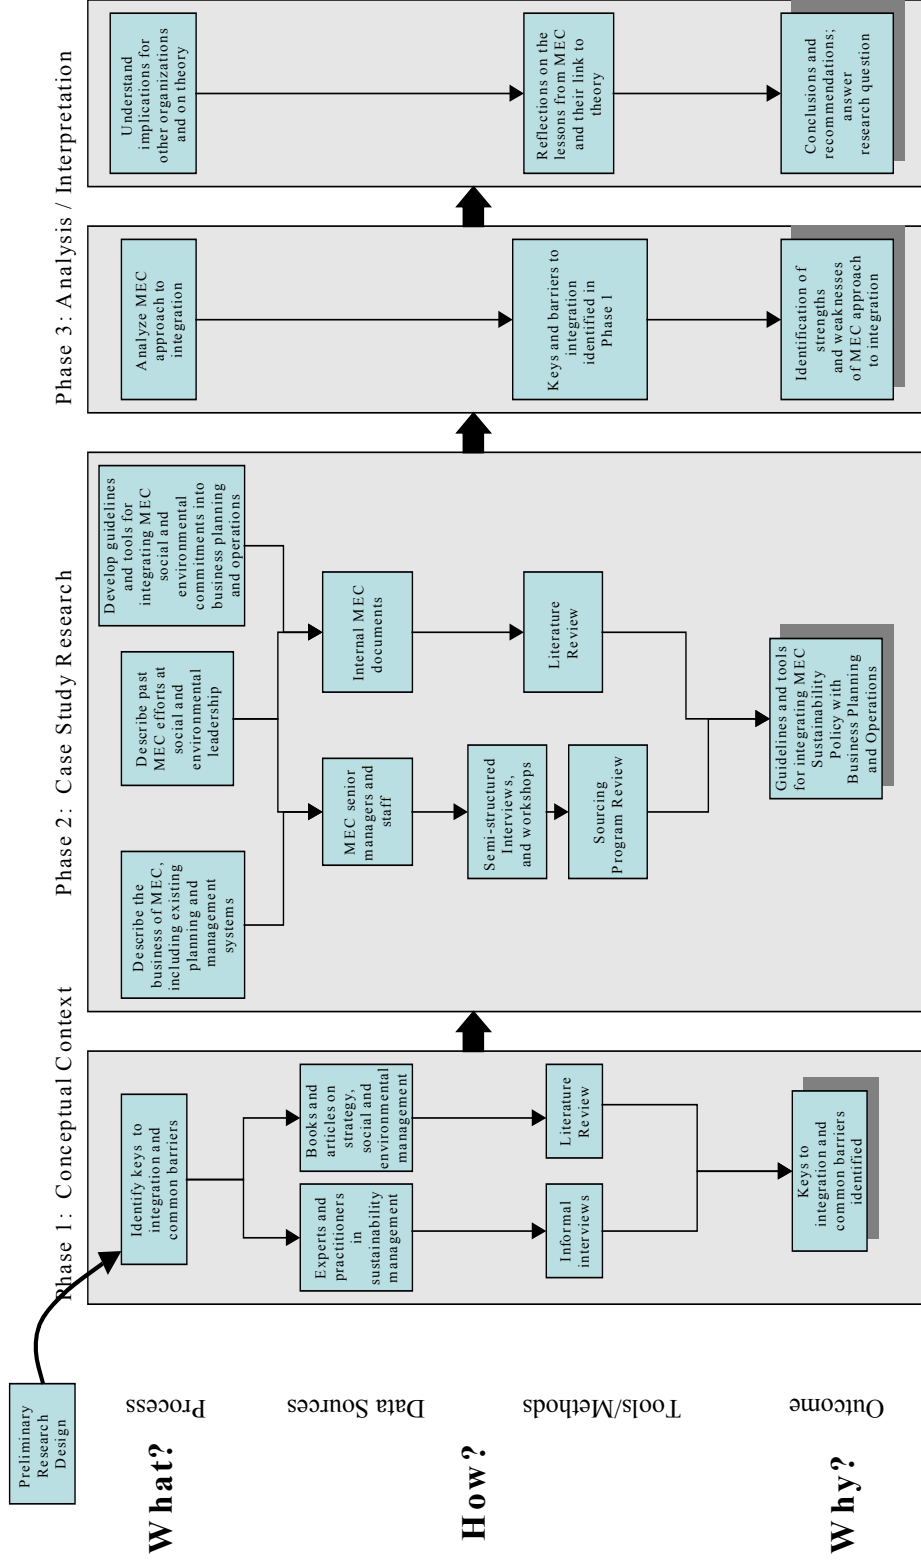 Preliminary
Research
Design
Phase 1: Conceptual Context
Phase 2: Case Study Research
Phase 3: Analysis / Interpretation
What?
Process
Identify keys to
integration and
common barriers
Describe the
business of MEC,
including existing
planning and
management
systems
Describe past
MEC efforts at
social and
environmental
leadership
Develop guidelines
and tools for
integrating MEC
social and
environmental
commitments into
business planning
and operations
Analyze MEC
approach to
integration
Understand
implications for
other organizations
and on theory
How?
Data Sources
Experts and
practitioners
in
sustainability
management
Books and
articles on
strategy,
social and
environmental
management
MEC senior
managers and
staff
Internal MEC
documents
Tools/Methods
Informal
interviews
Literature
Review
Semi-structured
Interviews,
and workshops
Sourcing
Program Review
Literature
Review
Keys and barriers to
integration
identified in
Phase 1
Reflections on the
lessons from MEC
and their link to
theory
Why?
Outcome
Keys to
integration and
common barriers
identified
Guidelines and tools
for integrating MEC
Sustainability
Policy with
Business Planning
and Operations
Identification of
strengths
and weaknesses
of MEC approach
to integration
Conclusions and
recommendations;
answer
research question